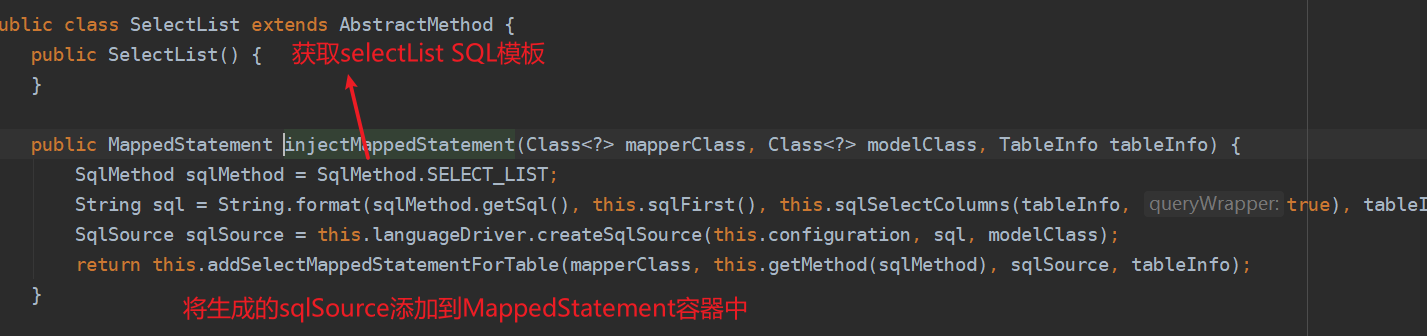 ublic class SelectList extends AbstractMethod {
public SelectList() {
获取selectList SQL模板
}
public MappedStatement injectMappedStatement(Class<?> mapperClass, Class<?> modelClass, TableInfo tableInfo) {
SqlMethod sqlMethod = SqlMethod.SELECT_LIST;
String sql = String.format(sqlMethod.getSql(), this.sqlFirst(), this.sqlSelectColumns(tableInfo, queryWrapper: true), tableI
SqlSource sqlSource = this.languageDriver.createSqlSource(this.configuration, sql, modelClass);
return this.addSelectMappedStatementForTable(mapperClass, this.getMethod(sqlMethod), sqlSource, tableInfo);
}
将生成的sqlSource添加到MappedStatement容器中